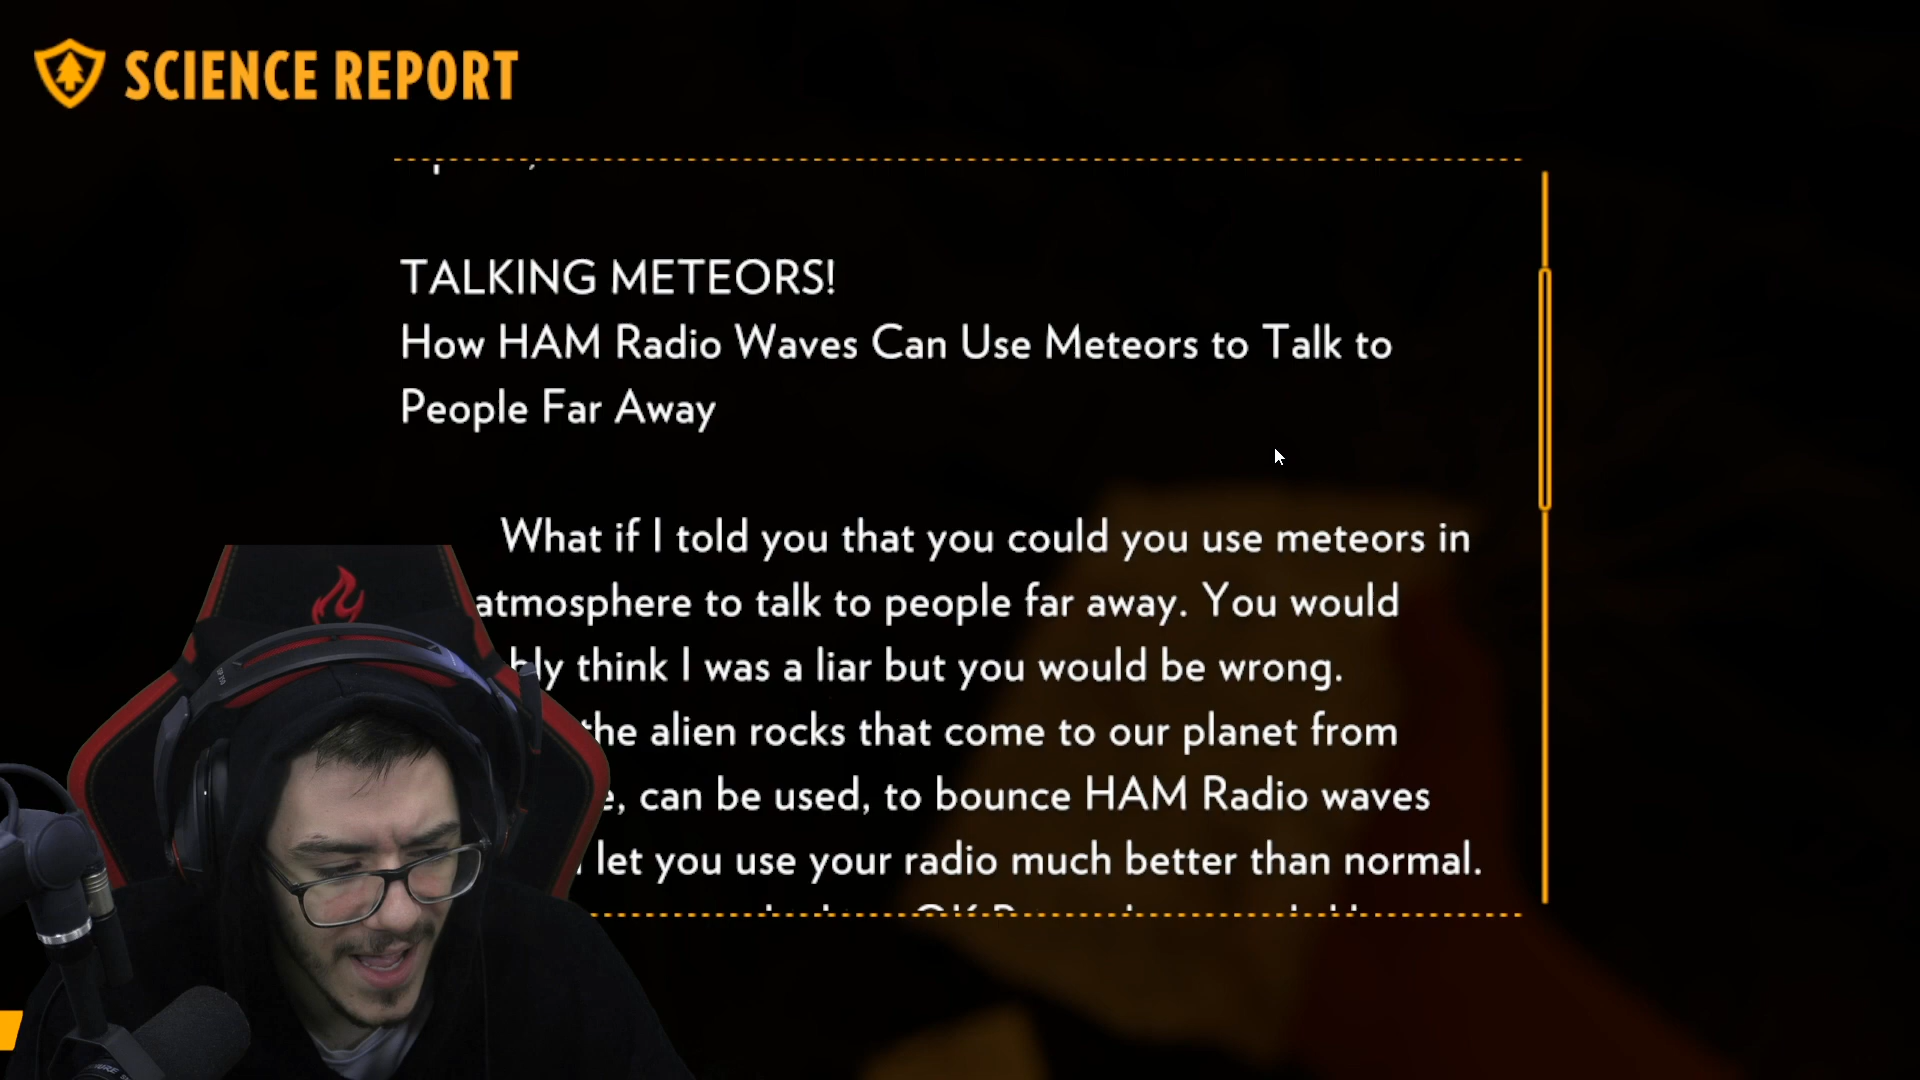 SCIENCE REPORT
TALKING METEORS!
How HAM Radio Waves Can Use Meteors to Talk to
People Far Away
What if I told you that you could you use meteors in
atmosphere to talk to people far away. You would
think I was a liar but you would be wrong.
the alien rocks that come to our planet from
can be used, to bounce HAM Radio waves
let you use your radio much better than normal.